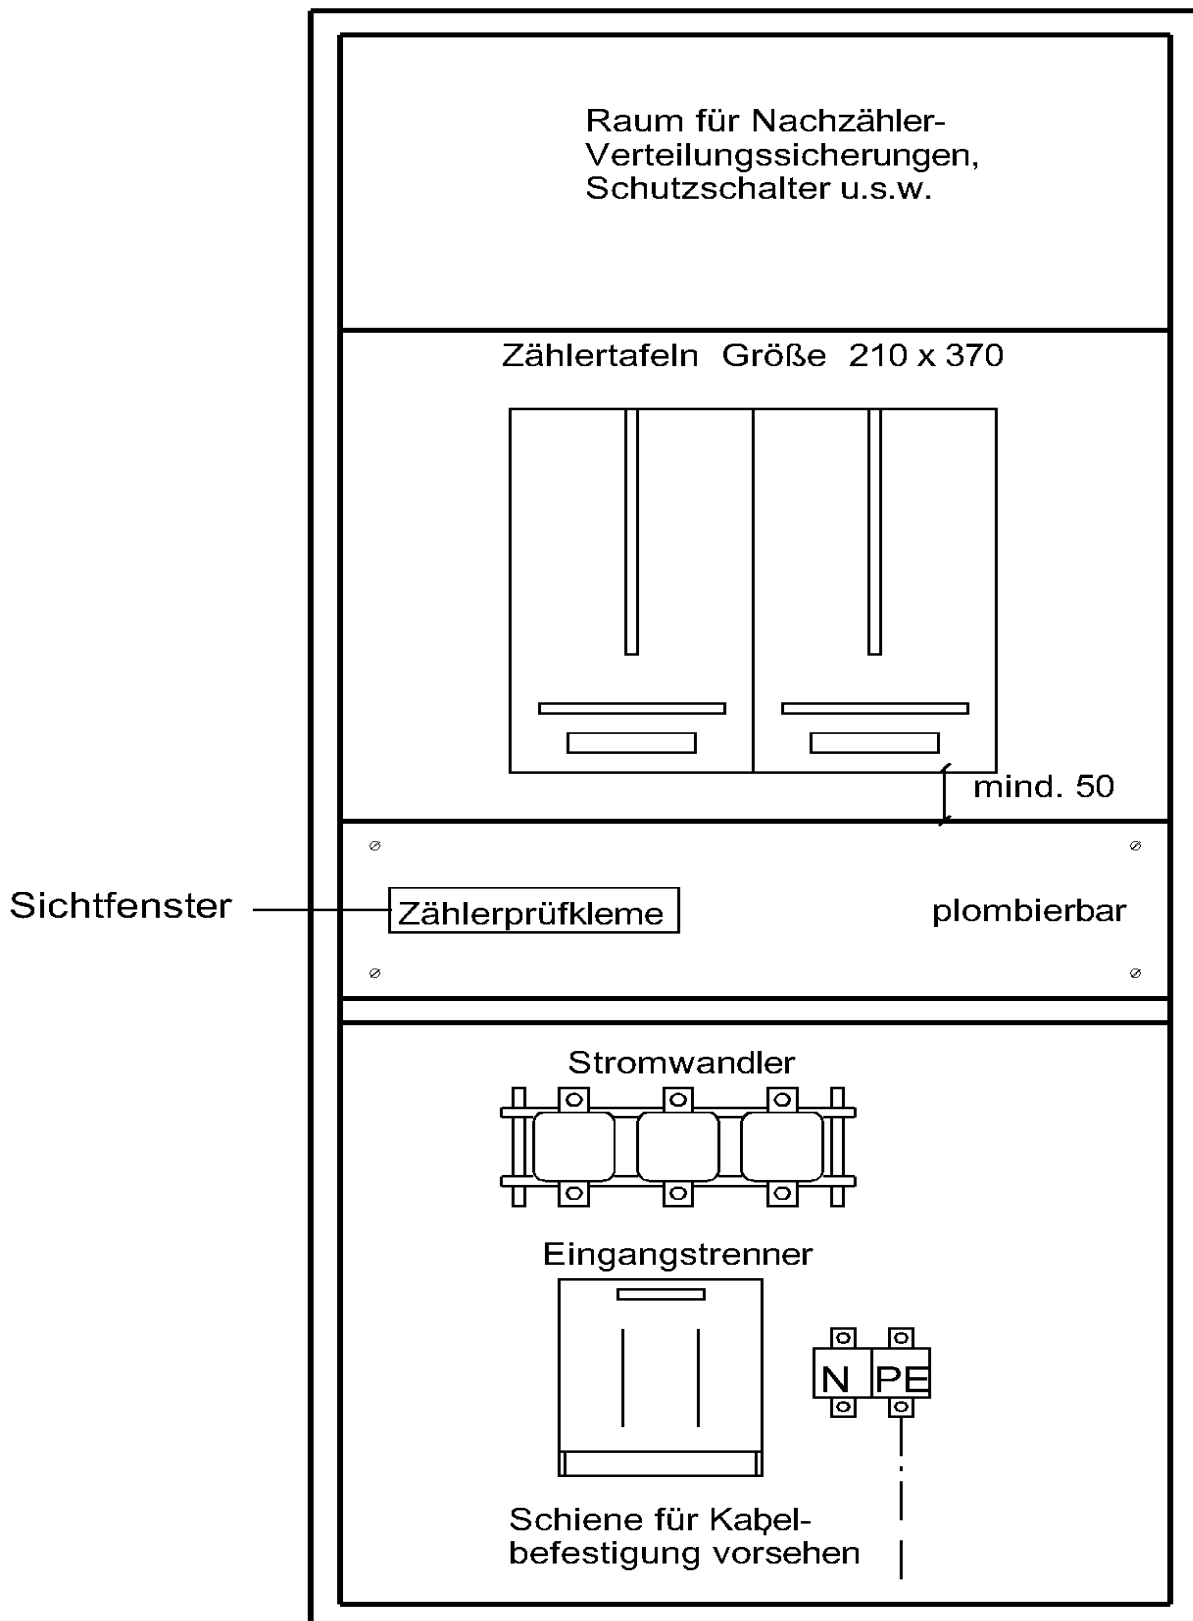 Raum für Nachzähler-
Verteilungssicherungen,
Schutzschalter u.s.w.
Zählertafeln Größe 210 x 370
mind. 50
Sichtfenster
Zählerprüfkleme
plombierbar
Stromwandler
Eingangstrenner
N PE
Schiene für Kabel-
befestigung vorsehen